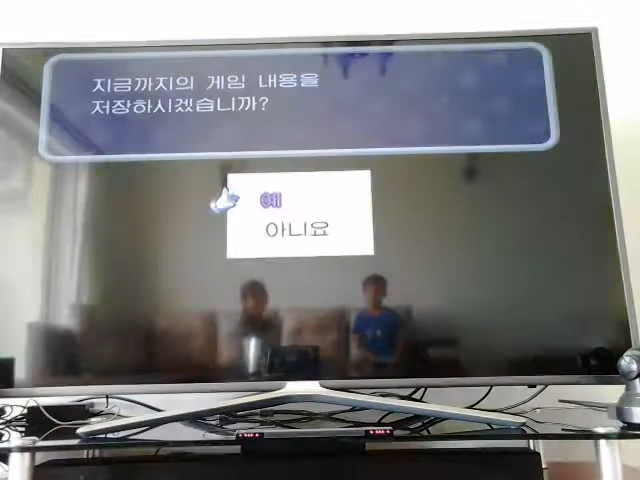 지금까지의 게임 내용을
저장하시겠습니까?
예
아니요